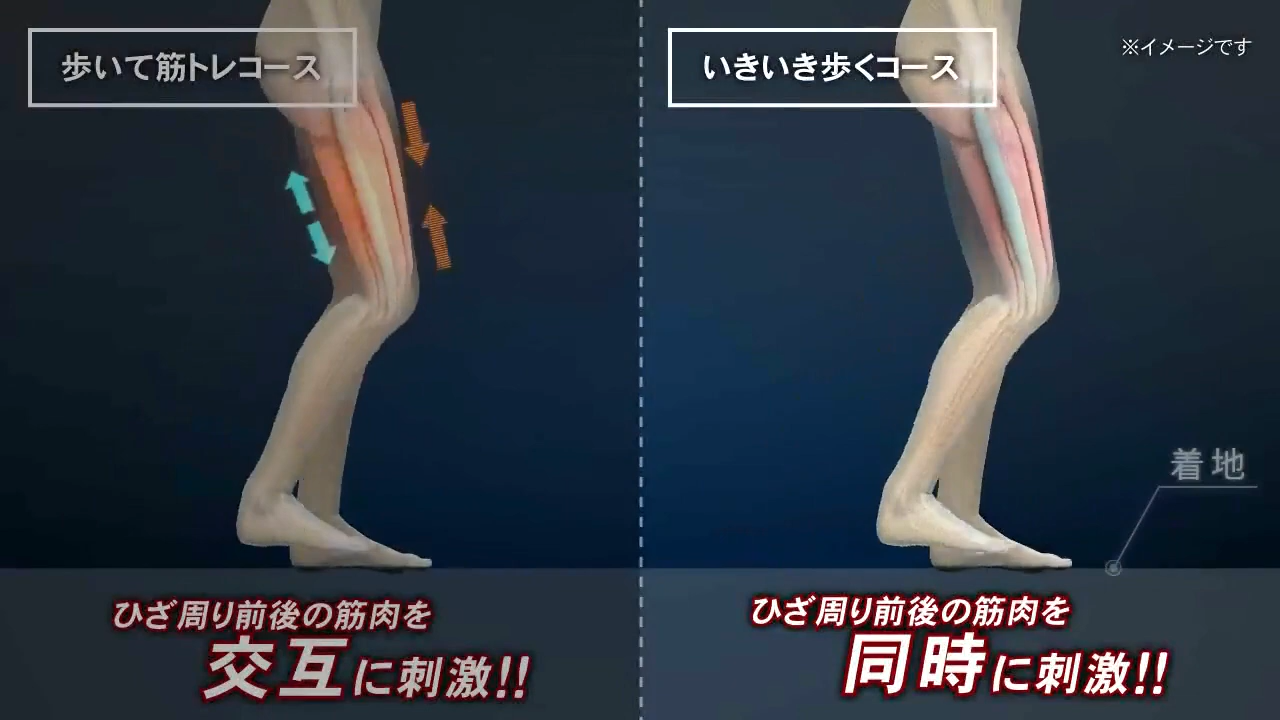 歩いて筋トレコース
いきいき歩くコース
※イメージです
着地
ひざ周り前後の筋肉を
交互に刺激!!
ひざ周り前後の筋肉を
同時に刺激!!